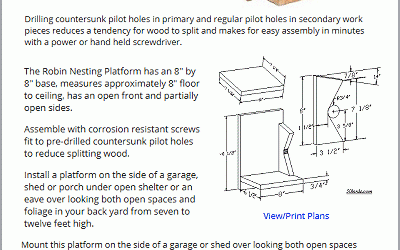 Drilling countersunk pilot holes in primary and regular pilot holes in secondary work
pieces reduces a tendency for wood to split and makes for easy assembly in minutes
with a power or hand held screwdriver.
The Robin Nesting Platform has an 8" by
8" base, measures approximately 8" floor
to ceiling, has an open front and partially
open sides.
Assemble with corrosion resistant screws
fit to pre-drilled countersunk pilot holes
to reduce splitting wood.
Install a platform on the side of a garage,
shed or porch under open shelter or an
eave over looking both open spaces and
foliage in your back yard from seven to
twelve feet high.
7 1/8"
3 1/2"
3/4"
View/Print Plans
Mount this platform on the side of a garage or shed over looking both open spaces